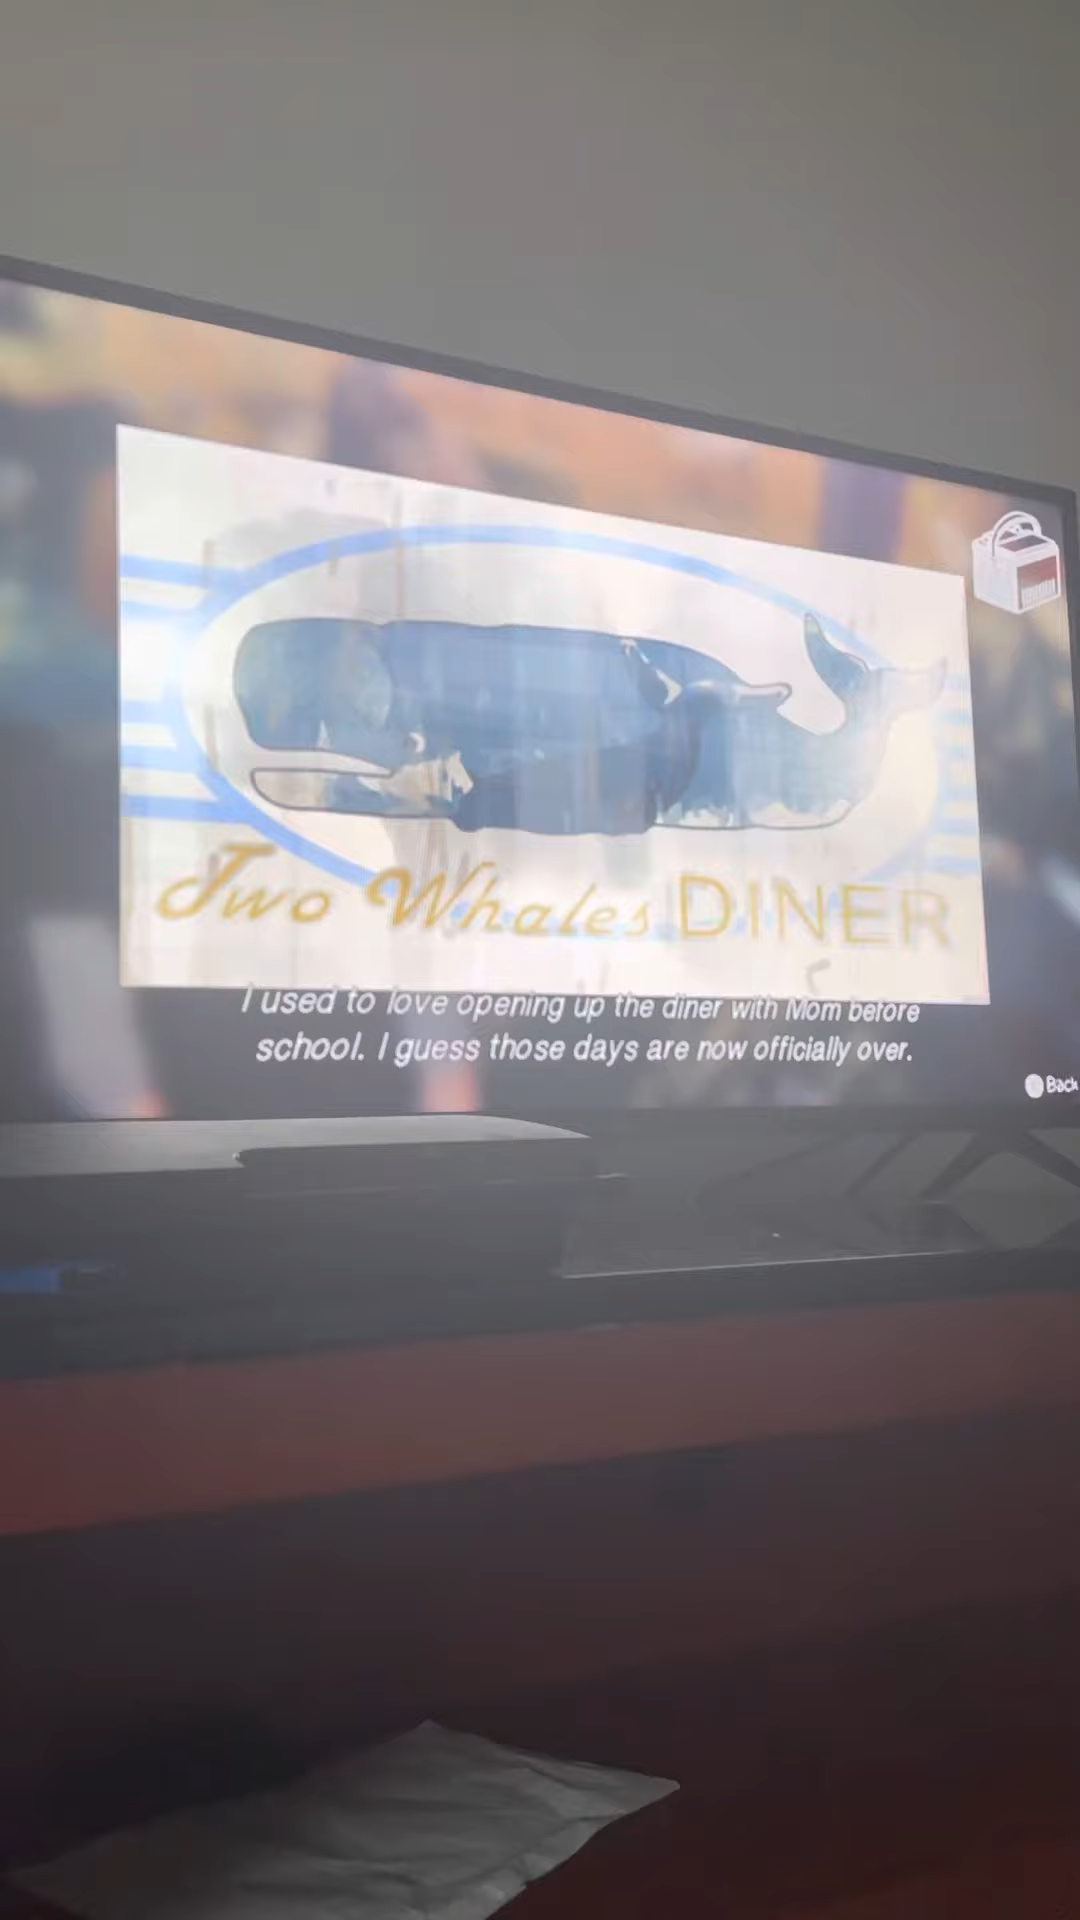 Two Whales DINER
I used to love opening up the diner with Mom before
school. I guess those days are now officially over.
Back